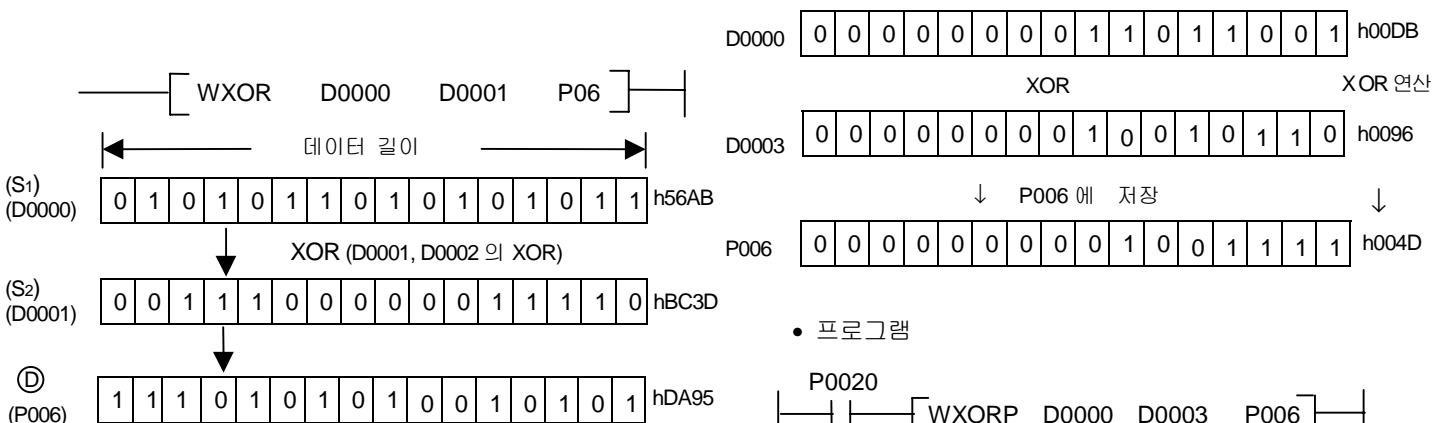 WXOR D0000 D0001 P06
데이터 길이
(S1)
(D0000) 0 1 0 1 0 1 1 0 1 0 1 0 1 0 1 1 h56AB
XOR (D0001, D0002 의 XOR)
(S2)
(D0001) 0 0 1 1 1 0 0 0 0 0 0 1 1 1 1 0 hBC3D
Ⓓ
(P006) 1 1 1 0 1 0 1 0 1 0 0 1 0 1 0 1 hDA95
D0000 0 0 0 0 0 0 0 0 1 1 0 1 1 0 0 1 h00DB
XOR XOR 연산
D0003 0 0 0 0 0 0 0 0 1 0 0 1 0 1 1 0 h0096
↓ P006 에 저장 ↓
P006 0 0 0 0 0 0 0 0 0 1 0 0 1 1 1 1 h004D
• 프로그램
P0020
WXORP D0000 D0003 P006